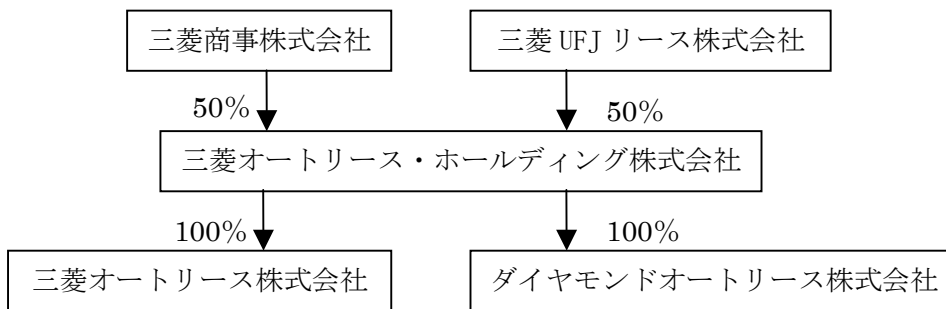 三菱商事株式会社
三菱 UFJ リース株式会社
50%
50%
三菱オートリース・ホールディング株式会社
100%
100%
三菱オートリース株式会社
ダイヤモンドオートリース株式会社